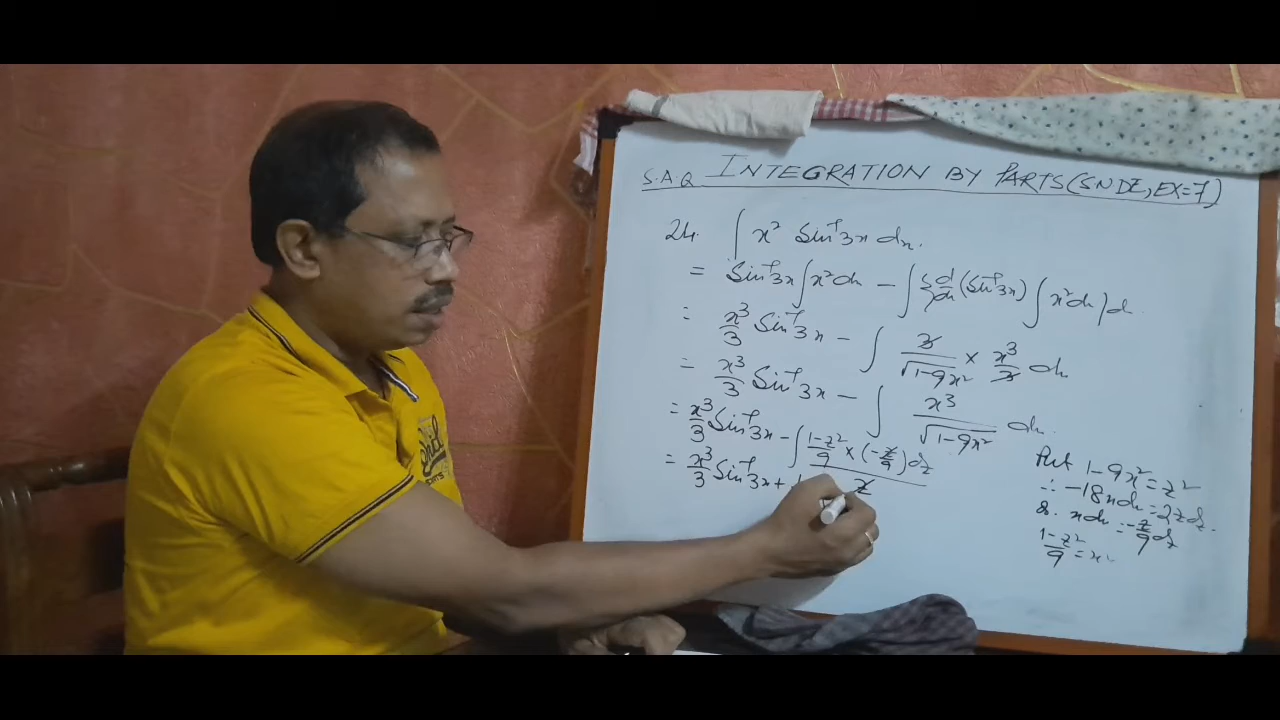 S.A.Q INTEGRATION BY PARTS (S.N DE, EX=7)
24. ∫ x² Sin⁻¹3x dx.
= Sin⁻¹3x ∫x²dx − ∫{d/dx (Sin⁻¹3x) ∫x²dx}d
= x³/3 Sin⁻¹3x − ∫ 3/√1-9x² × x³/3 dx
= x³/3 Sin⁻¹3x − ∫ x³/√1-9x² dx.
= x³/3 Sin⁻¹3x − ∫ 1-z²/9 × (-z/9)dz / z
= x³/3 Sin⁻¹3x +
Put 1-9x² = z²
∴ -18xdx = 2zdz.
or. xdx = -z/9 dz
1-z²/9 = x²